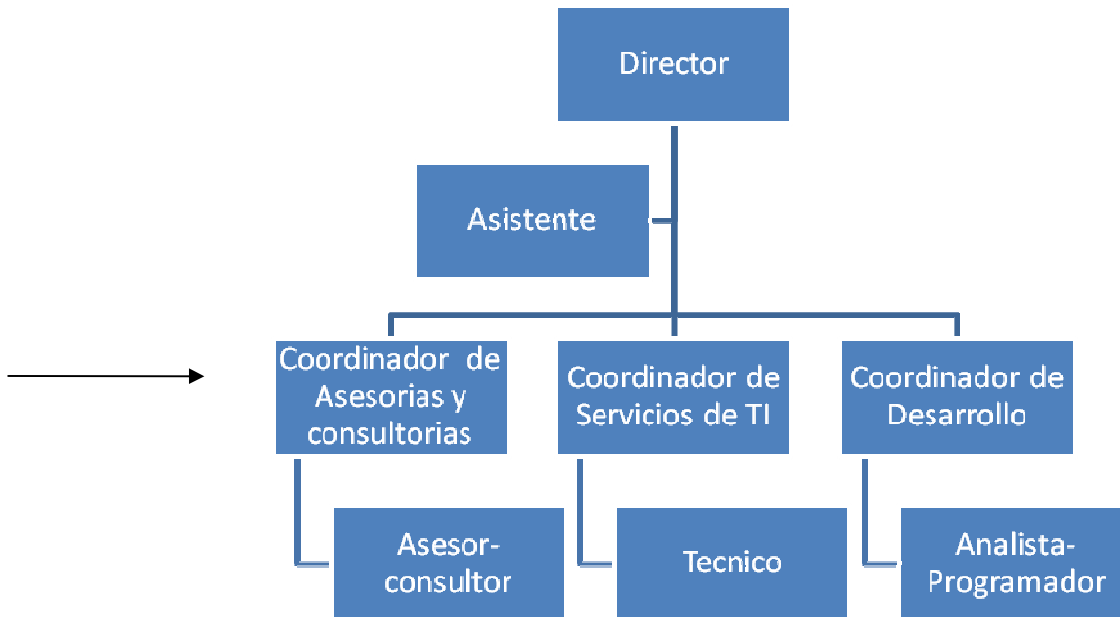 Director
Asistente
Coordinador de
Asesorias y
consultorias
Coordinador de
Servicios de TI
Coordinador de
Desarrollo
Asesor-
consultor
Tecnico
Analista-
Programador